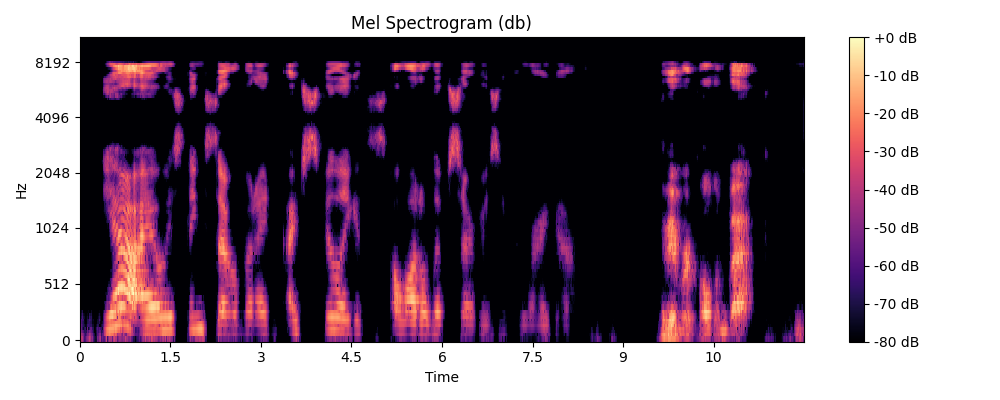 Mel Spectrogram (db)
Hz
8192
4096
2048
1024
512
0
0 1.5 3 4.5 6 7.5 9 10
Time
+0 dB
-10 dB
-20 dB
-30 dB
-40 dB
-50 dB
-60 dB
-70 dB
-80 dB